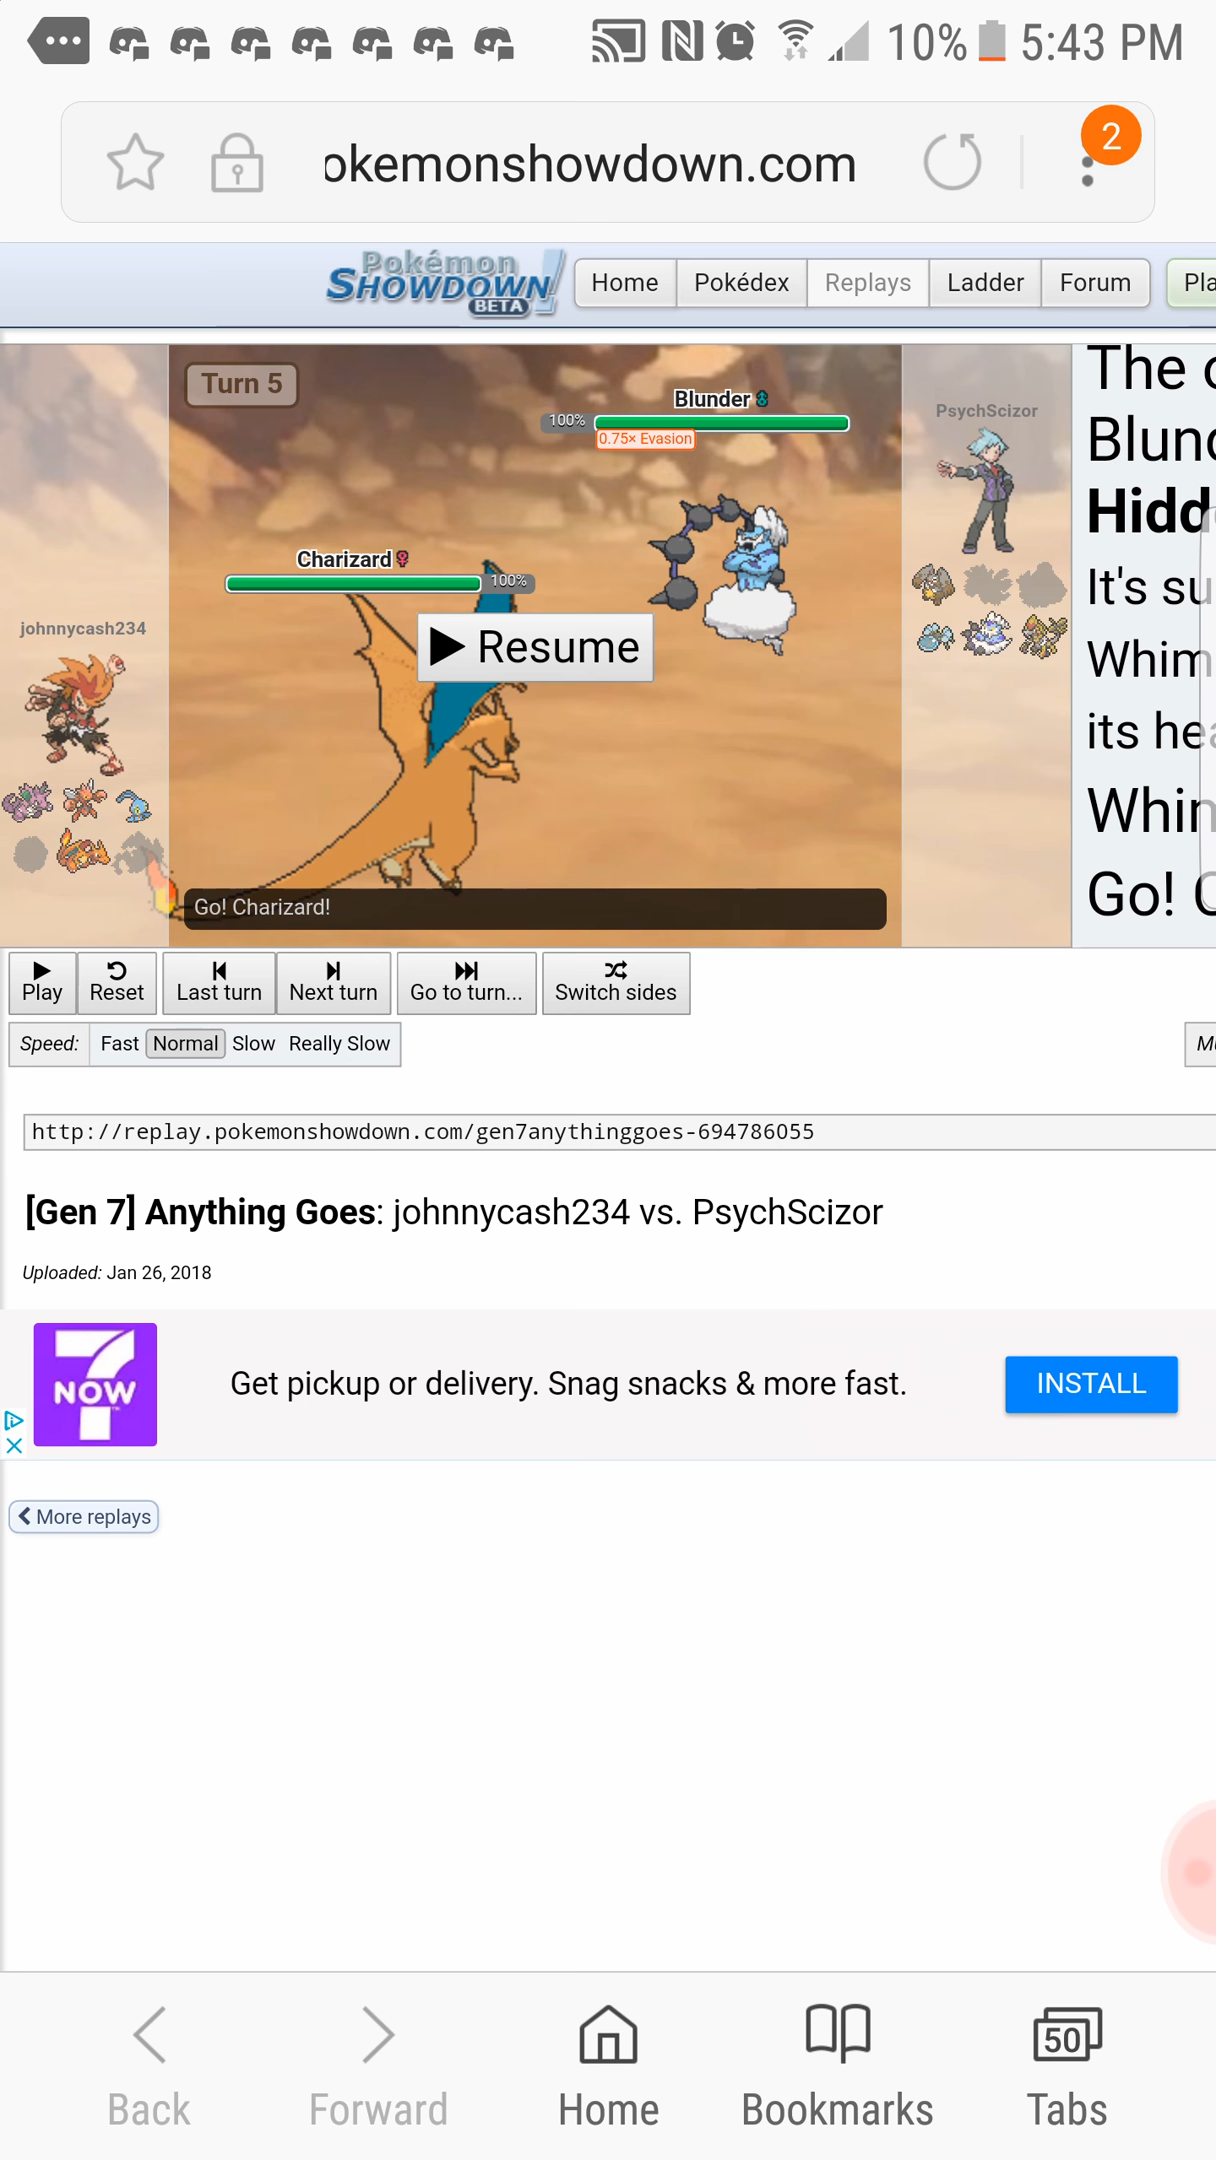 10% 5:43 PM
okemonshowdown.com
2
Pokémon
SHOWDOWN!
BETA
Home Pokédex Replays Ladder Forum Pla
Turn 5
Blunder
100%
0.75× Evasion
Charizard
100%
Resume
Go! Charizard!
johnnycash234
PsychScizor
The
Blund
Hidd
It's su
Whim
its hea
Whim
Go! C
Play Reset Last turn Next turn Go to turn... Switch sides
Speed: Fast Normal Slow Really Slow
http://replay.pokemonshowdown.com/gen7anythinggoes-694786055
[Gen 7] Anything Goes: johnnycash234 vs. PsychScizor
Uploaded: Jan 26, 2018
7
NOW
Get pickup or delivery. Snag snacks & more fast.
INSTALL
More replays
50
Back Forward Home Bookmarks Tabs